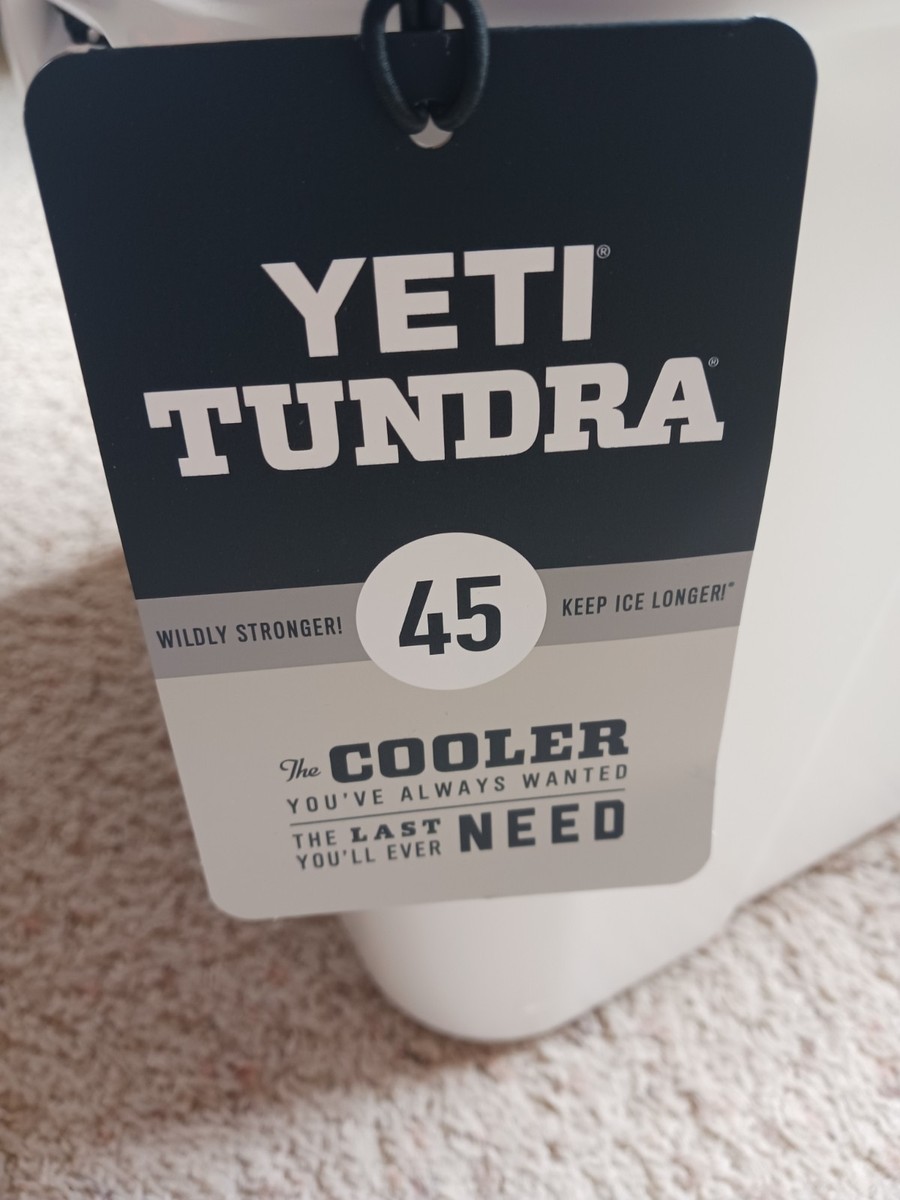 YETI®
TUNDRA®
WILDLY STRONGER! 45 KEEP ICE LONGER!*
The COOLER
YOU'VE ALWAYS WANTED
THE LAST
YOU'LL EVER NEED